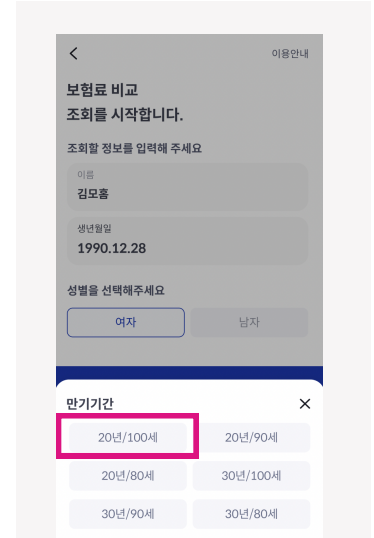 이용안내
보험료 비교
조회를 시작합니다.
조회할 정보를 입력해 주세요
이름
김모홈
생년월일
1990.12.28
성별을 선택해주세요
여자 남자
만기기간
20년/100세 20년/90세
20년/80세 30년/100세
30년/90세 30년/80세